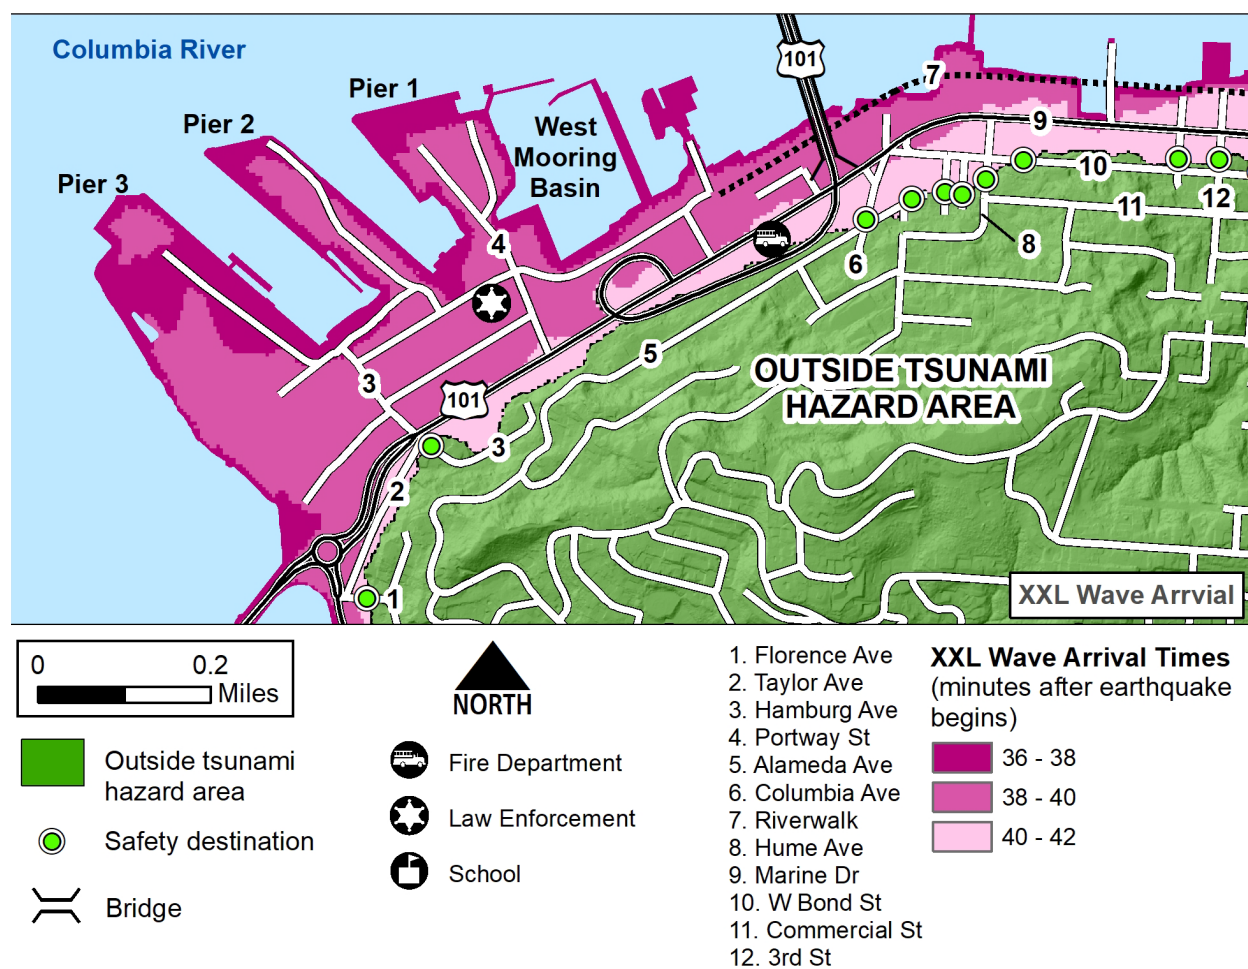 Columbia River
Pier 1
Pier 2
Pier 3
West
Mooring
Basin
101
7
9
10
11
12
4
8
6
5
3
101
OUTSIDE TSUNAMI
HAZARD AREA
3
2
1
XXL Wave Arrvial
0 0.2
Miles
NORTH
Outside tsunami
hazard area
Safety destination
Bridge
Fire Department
Law Enforcement
School
1. Florence Ave
2. Taylor Ave
3. Hamburg Ave
4. Portway St
5. Alameda Ave
6. Columbia Ave
7. Riverwalk
8. Hume Ave
9. Marine Dr
10. W Bond St
11. Commercial St
12. 3rd St
XXL Wave Arrival Times
(minutes after earthquake
begins)
36 - 38
38 - 40
40 - 42